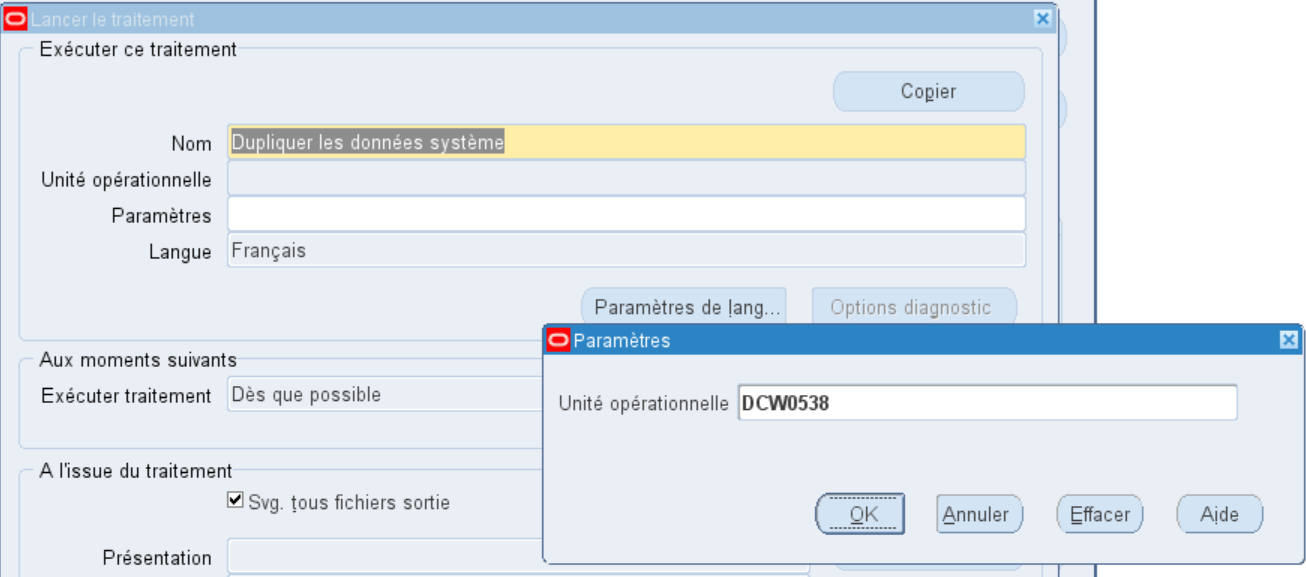 Lancer le traitement
Exécuter ce traitement
Copier
Nom Dupliquer les données système
Unité opérationnelle
Paramètres
Langue Français
Paramètres de lang... Options diagnostic
Aux moments suivants
Exécuter traitement Dès que possible
A l'issue du traitement
Svg. tous fichiers sortie
Présentation
Paramètres
Unité opérationnelle DCW0538
OK Annuler Effacer Aide